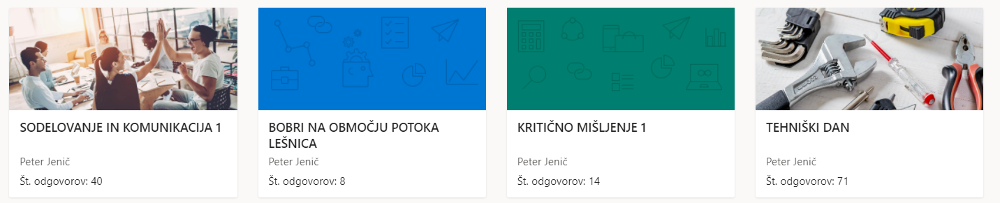 SODELOVANJE IN KOMUNIKACIJA 1
Peter Jenič
Št. odgovorov: 40
BOBRI NA OBMOČJU POTOKA
LEŠNICA
Peter Jenič
Št. odgovorov: 8
KRITIČNO MIŠLJENJE 1
Peter Jenič
Št. odgovorov: 14
TEHNIŠKI DAN
Peter Jenič
Št. odgovorov: 71